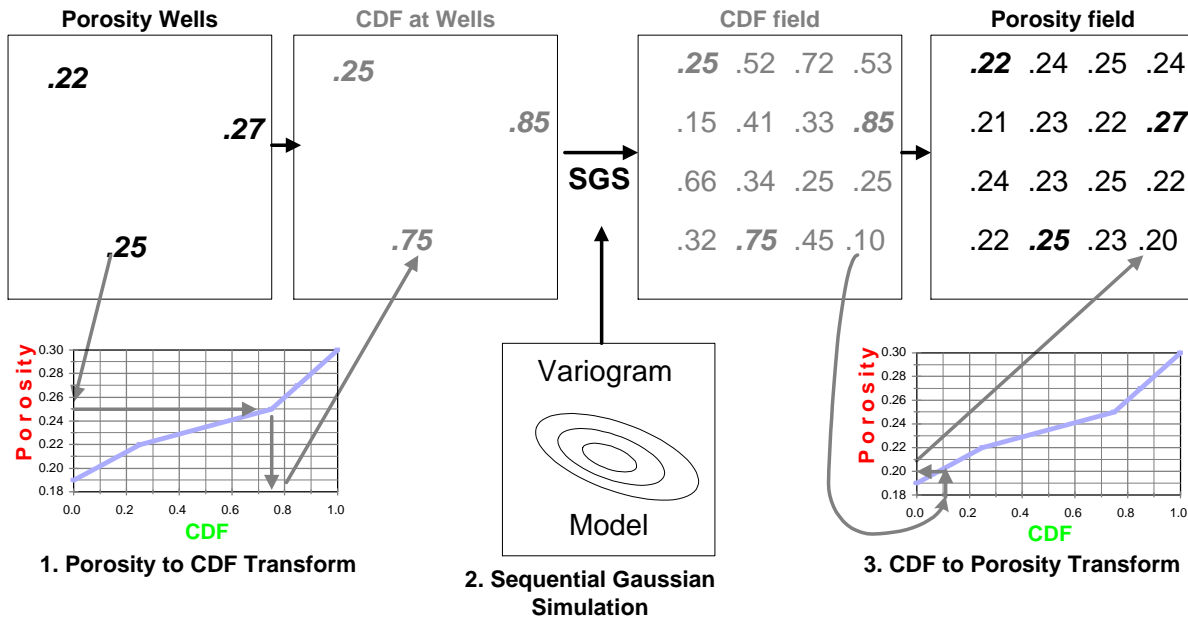 Porosity Wells
CDF at Wells
CDF field
Porosity field
.22
.27
.25
.25
.85
.75
SGS
.25 .52 .72 .53
.15 .41 .33 .85
.66 .34 .25 .25
.32 .75 .45 .10
.22 .24 .25 .24
.21 .23 .22 .27
.24 .23 .25 .22
.22 .25 .23 .20
Porosity
0.30
0.28
0.26
0.24
0.22
0.20
0.18
0.0 0.2 0.4 0.6 0.8 1.0
CDF
1. Porosity to CDF Transform
Variogram
Model
2. Sequential Gaussian
Simulation
Porosity
0.30
0.28
0.26
0.24
0.22
0.20
0.18
0.0 0.2 0.4 0.6 0.8 1.0
CDF
3. CDF to Porosity Transform